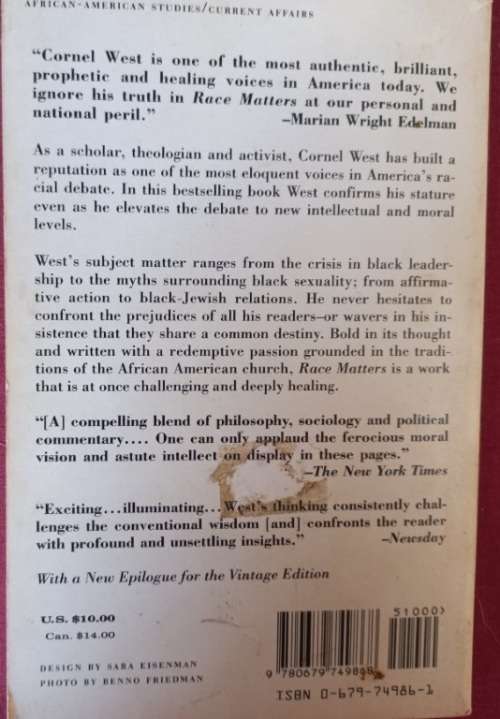 AFRICAN-AMERICAN STUDIES/CURRENT AFFAIRS
“Cornel West is one of the most authentic, brilliant,
prophetic and healing voices in America today. We
ignore his truth in Race Matters at our personal and
national peril.” –Marian Wright Edelman
As a scholar, theologian and activist, Cornel West has built a
reputation as one of the most eloquent voices in America's ra-
cial debate. In this bestselling book West confirms his stature
even as he elevates the debate to new intellectual and moral
levels.
West's subject matter ranges from the crisis in black leader-
ship to the myths surrounding black sexuality; from affirma-
tive action to black-Jewish relations. He never hesitates to
confront the prejudices of all his readers–or wavers in his in-
sistence that they share a common destiny. Bold in its thought
and written with a redemptive passion grounded in the tradi-
tions of the African American church, Race Matters is a work
that is at once challenging and deeply healing.
“[A] compelling blend of philosophy, sociology and political
commentary.... One can only applaud the ferocious moral
vision and astute intellect on display in these pages.”
–The New York Times
“Exciting...illuminating...West's thinking consistently chal-
lenges the conventional wisdom [and] confronts the reader
with profound and unsettling insights.” –Newsday
With a New Epilogue for the Vintage Edition
U.S. $10.00
Can. $14.00
51000>
DESIGN BY SARA EISENMAN
PHOTO BY BENNO FRIEDMAN
9 780679 749868
ISBN 0-679-74986-1